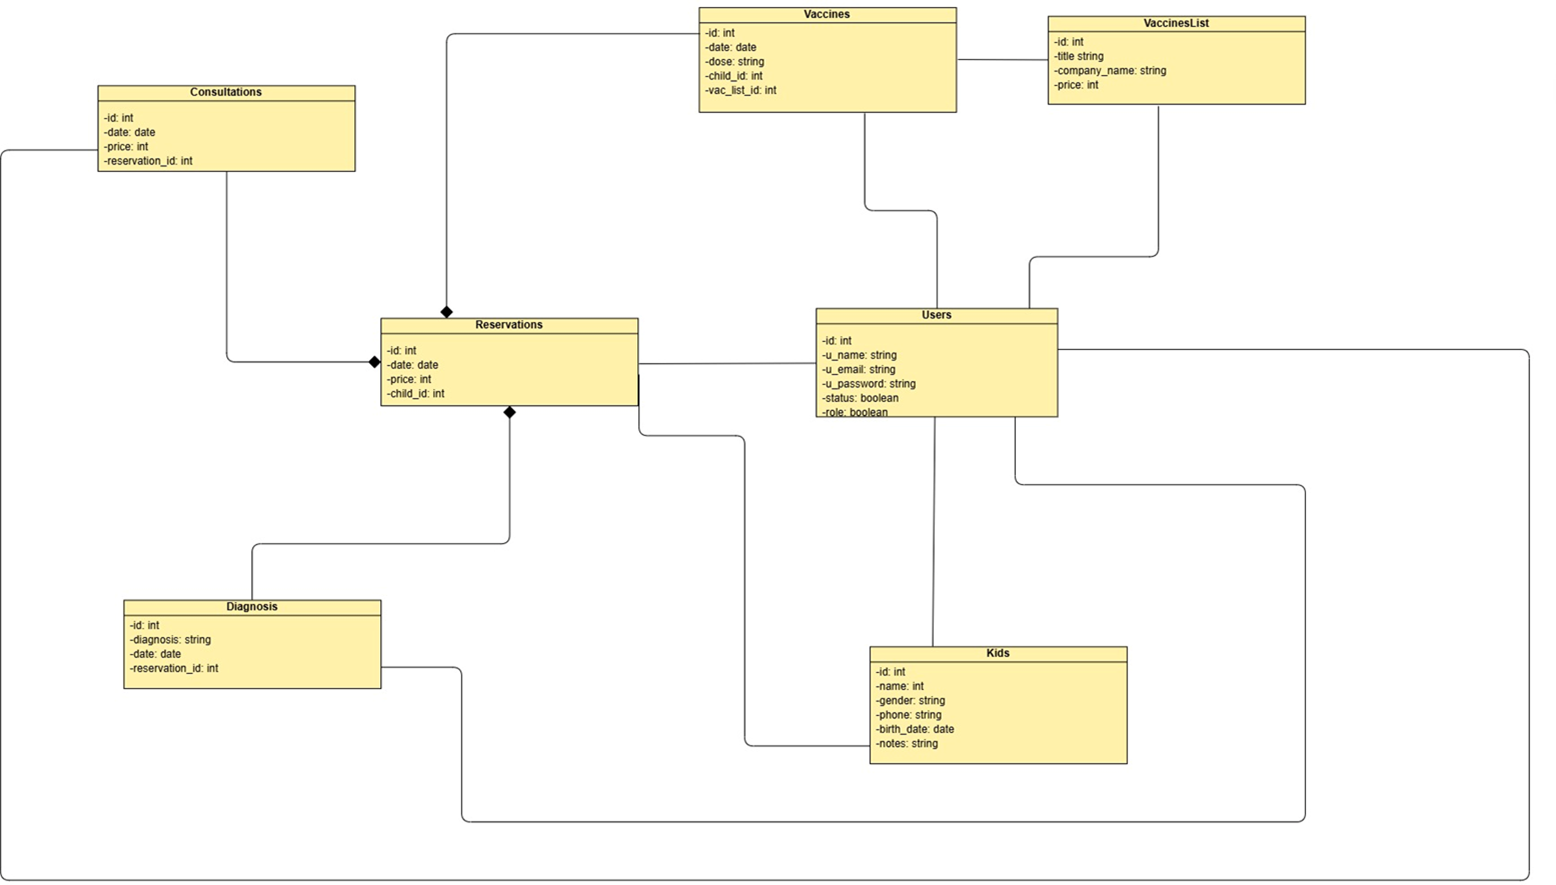 Vaccines
-id: int
-date: date
-dose: string
-child_id: int
-vac_list_id: int
VaccinesList
-id: int
-title string
-company_name: string
-price: int
Consultations
-id: int
-date: date
-price: int
-reservation_id: int
Reservations
-id: int
-date: date
-price: int
-child_id: int
Users
-id: int
-u_name: string
-u_email: string
-u_password: string
-status: boolean
-role: boolean
Diagnosis
-id: int
-diagnosis: string
-date: date
-reservation_id: int
Kids
-id: int
-name: int
-gender: string
-phone: string
-birth_date: date
-notes: string